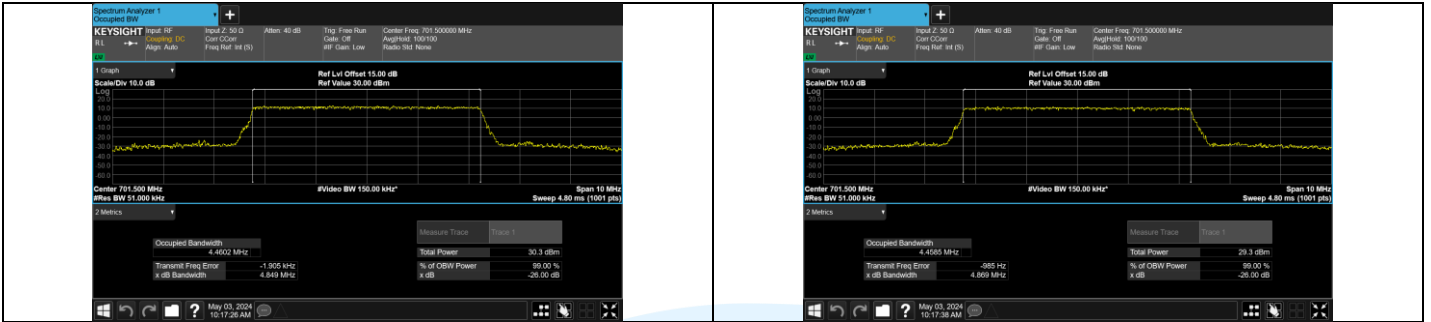 Spectrum Analyzer 1
Occupied BW
+
KEYSIGHT
RL
Input: RF
Coupling: DC
Align: Auto
Input Z: 50 Ω
Corr CCorr
Freq Ref: Int (S)
Atten: 40 dB
Trig: Free Run
Gate: Off
#IF Gain: Low
Center Freq: 701.500000 MHz
Avg|Hold: 100/100
Radio Std: None
1 Graph
Scale/Div 10.0 dB
Ref Lvl Offset 15.00 dB
Ref Value 30.00 dBm
Log
20.0
10.0
0.00
-10.0
-20.0
-30.0
-40.0
-50.0
-60.0
Center 701.500 MHz
#Res BW 51.000 kHz
#Video BW 150.00 kHz*
Span 10 MHz
Sweep 4.80 ms (1001 pts)
2 Metrics
Measure Trace Trace 1
Occupied Bandwidth
4.4602 MHz
Total Power 30.3 dBm
Transmit Freq Error -1.905 kHz
% of OBW Power 99.00 %
x dB Bandwidth 4.849 MHz
x dB -26.00 dB
?
May 03, 2024
10:17:26 AM
Spectrum Analyzer 1
Occupied BW
+
KEYSIGHT
RL
Input: RF
Coupling: DC
Align: Auto
Input Z: 50 Ω
Corr CCorr
Freq Ref: Int (S)
Atten: 40 dB
Trig: Free Run
Gate: Off
#IF Gain: Low
Center Freq: 701.500000 MHz
Avg|Hold: 100/100
Radio Std: None
1 Graph
Scale/Div 10.0 dB
Ref Lvl Offset 15.00 dB
Ref Value 30.00 dBm
Log
20.0
10.0
0.00
-10.0
-20.0
-30.0
-40.0
-50.0
-60.0
Center 701.500 MHz
#Res BW 51.000 kHz
#Video BW 150.00 kHz*
Span 10 MHz
Sweep 4.80 ms (1001 pts)
2 Metrics
Measure Trace Trace 1
Occupied Bandwidth
4.4585 MHz
Total Power 29.3 dBm
Transmit Freq Error -985 Hz
% of OBW Power 99.00 %
x dB Bandwidth 4.869 MHz
x dB -26.00 dB
?
May 03, 2024
10:17:38 AM